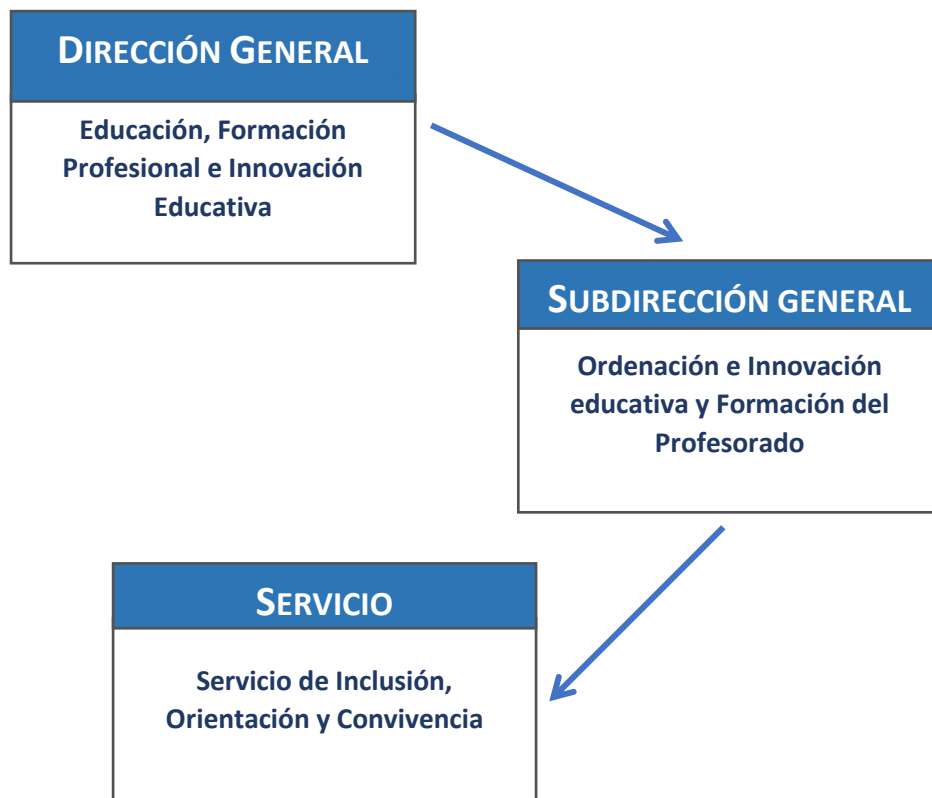 DIRECCIÓN GENERAL
Educación, Formación
Profesional e Innovación
Educativa
SUBDIRECCIÓN GENERAL
Ordenación e Innovación
educativa y Formación del
Profesorado
SERVICIO
Servicio de Inclusión,
Orientación y Convivencia